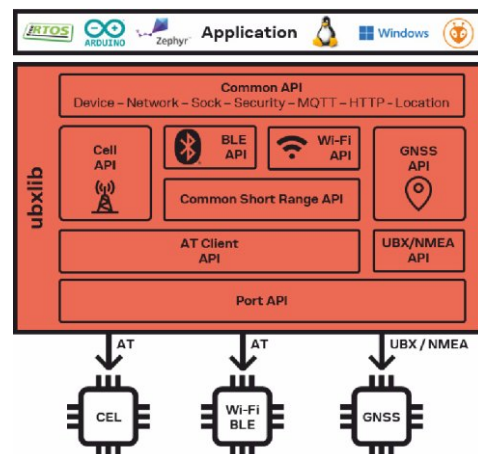 RTOS
ARDUINO
Zephyr™
Application
Windows
ubxlib
Common API
Device – Network – Sock – Security – MQTT – HTTP - Location
Cell
API
BLE
API
Wi-Fi
API
GNSS
API
Common Short Range API
AT Client
API
UBX/NMEA
API
Port API
AT
AT
UBX / NMEA
CEL
Wi-Fi
BLE
GNSS